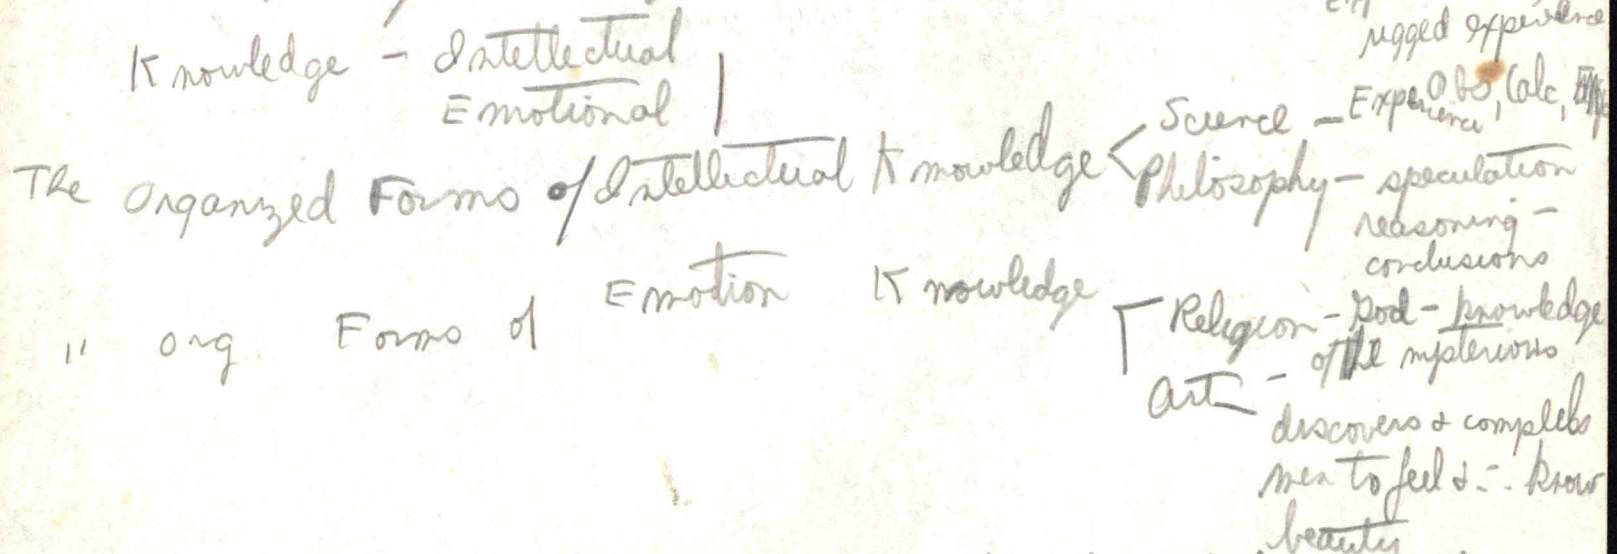 rugged experience
Knowledge - Intellectual
Emotional
Science - Experience Obs, Calc,
The Organized Forms of Intellectual Knowledge
Philosophy - speculation
reasoning -
conclusions
" org Forms of Emotion Knowledge
Religion - God - knowledge
of the mysterious
Art -
discovers &
men to feel & ∴ know
beauty